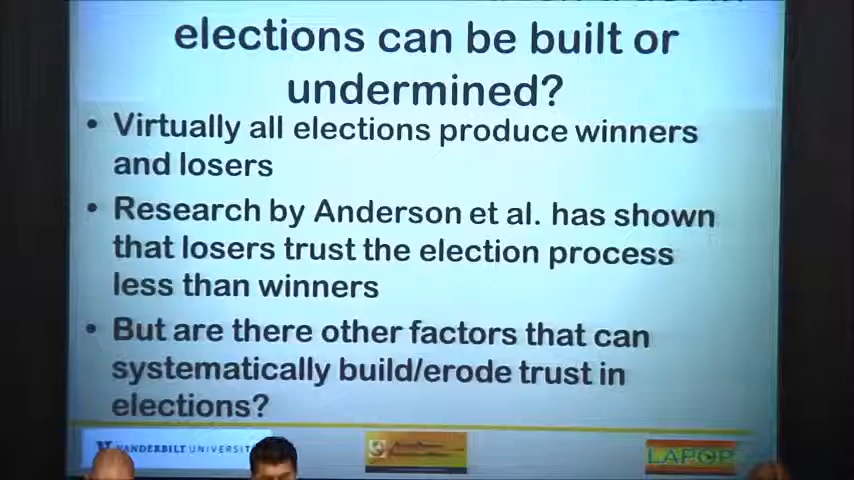 elections can be built or
undermined?
• Virtually all elections produce winners
and losers
• Research by Anderson et al. has shown
that losers trust the election process
less than winners
• But are there other factors that can
systematically build/erode trust in
elections?
VANDERBILT UNIVERSIT
LAPOP